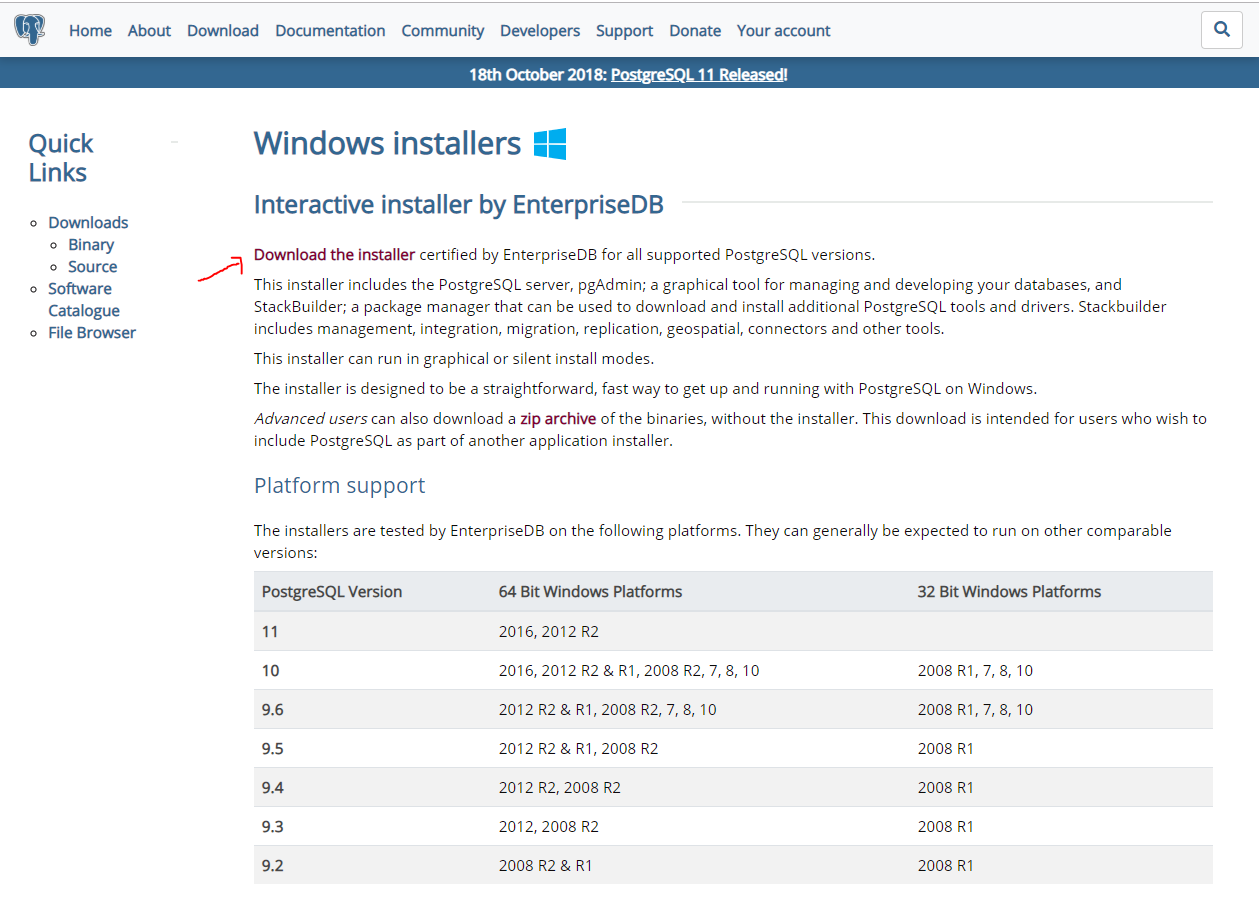 Home About Download Documentation Community Developers Support Donate Your account
18th October 2018: PostgreSQL 11 Released!
Quick
Links
Downloads
Binary
Source
Software
Catalogue
File Browser
Windows installers
Interactive installer by EnterpriseDB
Download the installer certified by EnterpriseDB for all supported PostgreSQL versions.
This installer includes the PostgreSQL server, pgAdmin; a graphical tool for managing and developing your databases, and
StackBuilder; a package manager that can be used to download and install additional PostgreSQL tools and drivers. Stackbuilder
includes management, integration, migration, replication, geospatial, connectors and other tools.
This installer can run in graphical or silent install modes.
The installer is designed to be a straightforward, fast way to get up and running with PostgreSQL on Windows.
Advanced users can also download a zip archive of the binaries, without the installer. This download is intended for users who wish to
include PostgreSQL as part of another application installer.
Platform support
The installers are tested by EnterpriseDB on the following platforms. They can generally be expected to run on other comparable
versions:
PostgreSQL Version 64 Bit Windows Platforms 32 Bit Windows Platforms
11 2016, 2012 R2
10 2016, 2012 R2 & R1, 2008 R2, 7, 8, 10 2008 R1, 7, 8, 10
9.6 2012 R2 & R1, 2008 R2, 7, 8, 10 2008 R1, 7, 8, 10
9.5 2012 R2 & R1, 2008 R2 2008 R1
9.4 2012 R2, 2008 R2 2008 R1
9.3 2012, 2008 R2 2008 R1
9.2 2008 R2 & R1 2008 R1